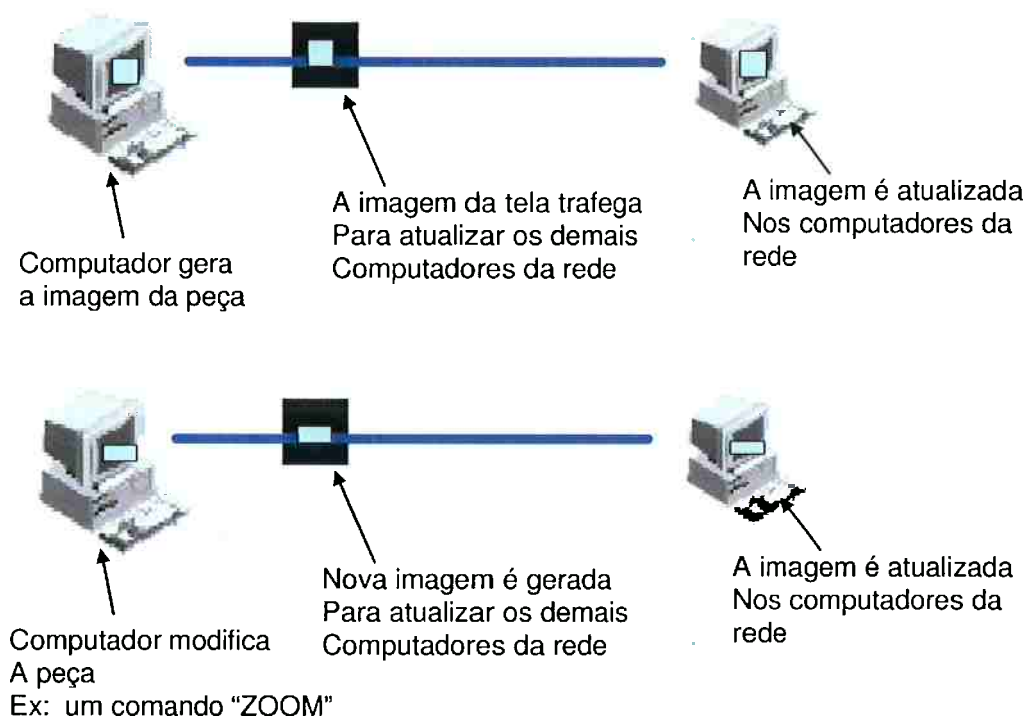 Computador gera
a imagem da peça
A imagem da tela trafega
Para atualizar os demais
Computadores da rede
A imagem é atualizada
Nos computadores da
rede
Computador modifica
A peça
Ex: um comando “ZOOM”
Nova imagem é gerada
Para atualizar os demais
Computadores da rede
A imagem é atualizada
Nos computadores da
rede